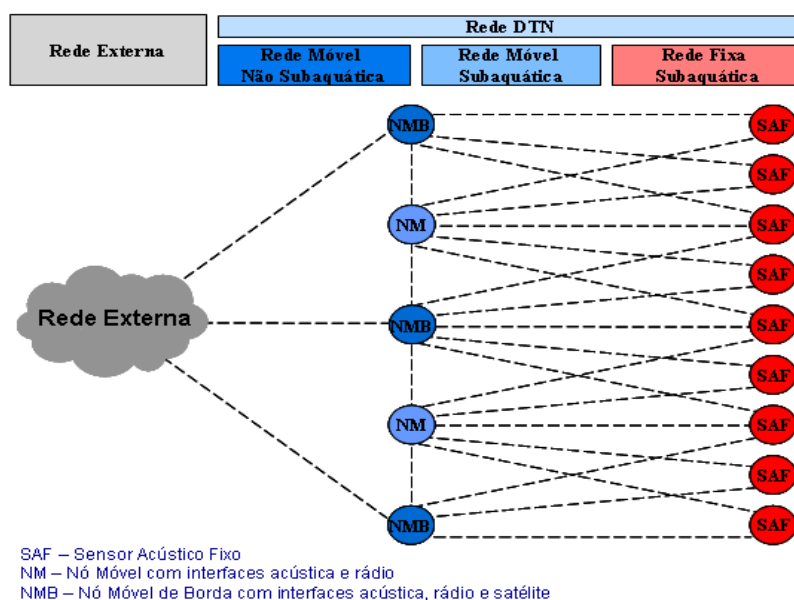 Rede Externa
Rede DTN
Rede Móvel
Não Subaquática
Rede Móvel
Subaquática
Rede Fixa
Subaquática
NMB
SAF
SAF
NM
SAF
SAF
Rede Externa
NMB
SAF
SAF
NM
SAF
SAF
NMB
SAF
SAF – Sensor Acústico Fixo
NM – Nó Móvel com interfaces acústica e rádio
NMB – Nó Móvel de Borda com interfaces acústica, rádio e satélite